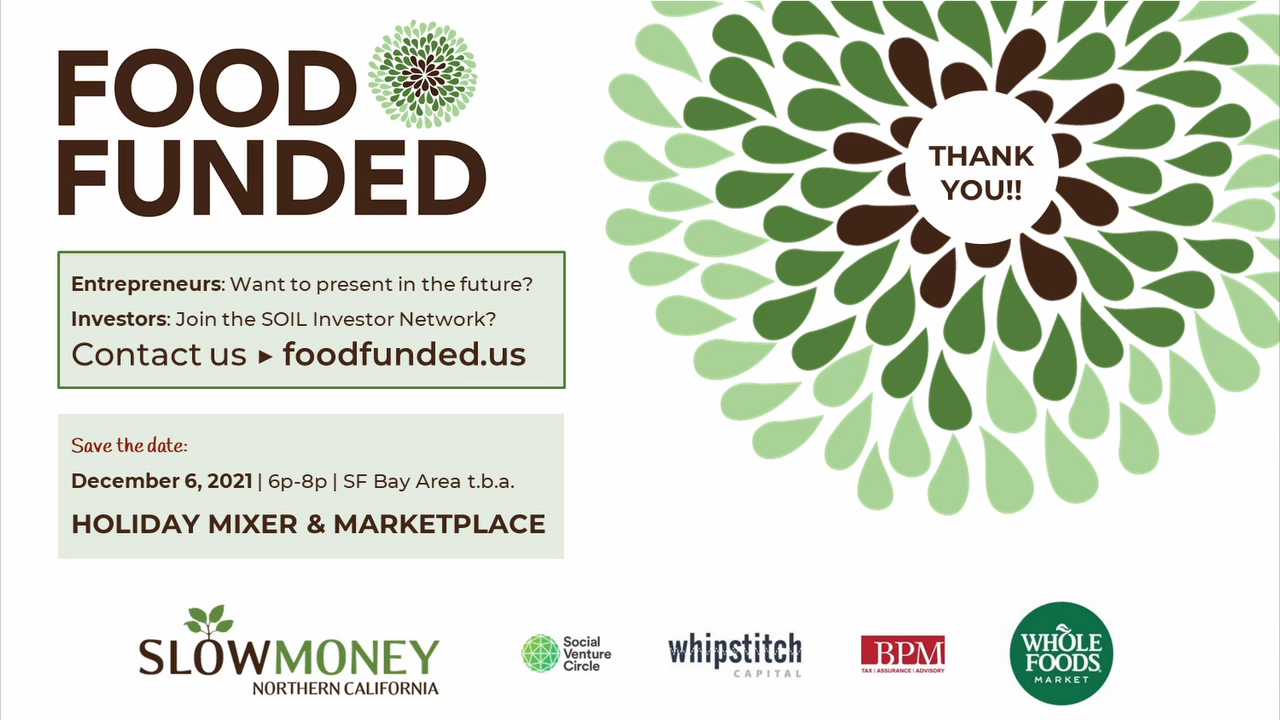 FOOD
FUNDED
THANK
YOU!!
Entrepreneurs: Want to present in the future?
Investors: Join the SOIL Investor Network?
Contact us ▸ foodfunded.us
Save the date:
December 6, 2021 | 6p-8p | SF Bay Area t.b.a.
HOLIDAY MIXER & MARKETPLACE
SLOWMONEY
NORTHERN CALIFORNIA
Social
Venture
Circle
whipstitch
CAPITAL
BPM
TAX | ASSURANCE | ADVISORY
WHOLE
FOODS
MARKET